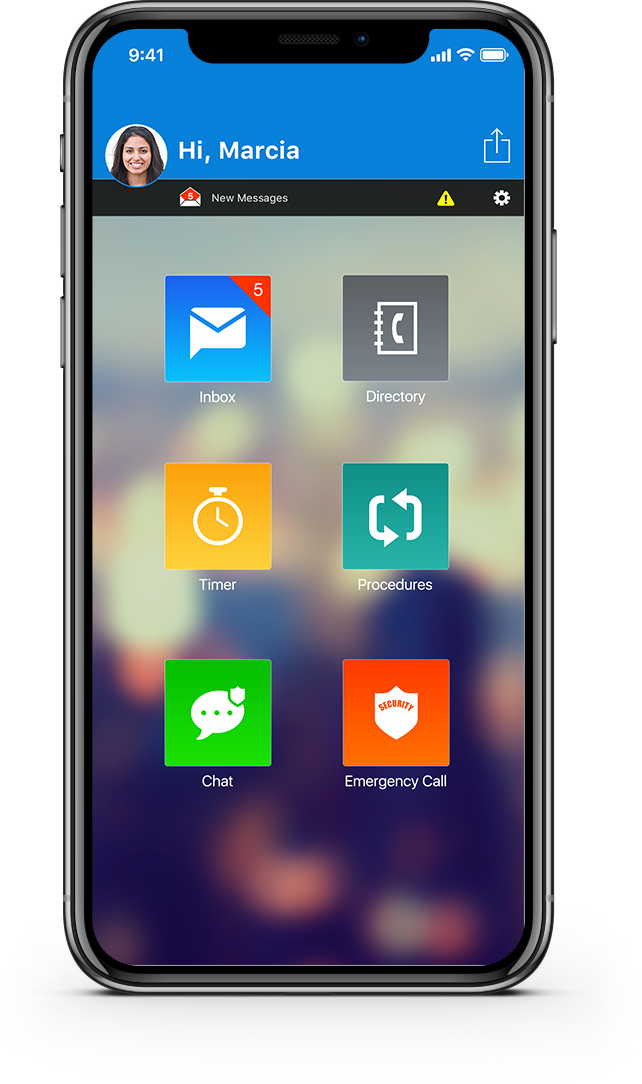 9:41
Hi, Marcia
5
New Messages
5
Inbox
Directory
Timer
Procedures
SECURITY
Chat
Emergency Call